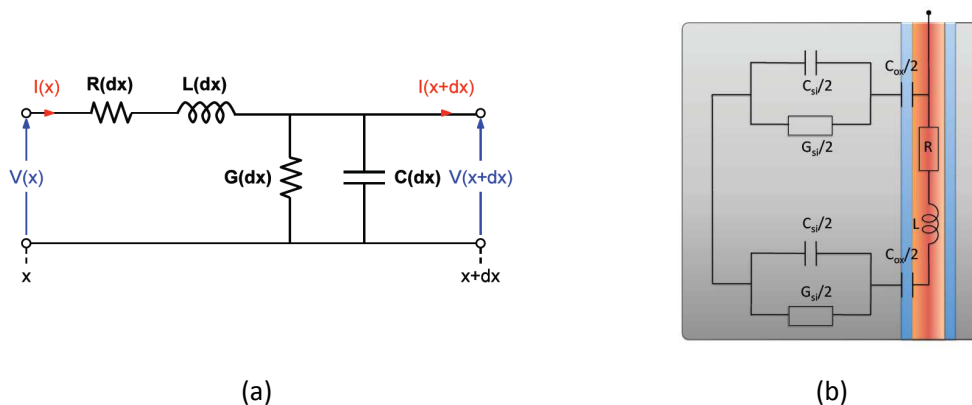 I(x)
R(dx)
L(dx)
I(x+dx)
V(x)
G(dx)
C(dx)
V(x+dx)
x
x+dx
(a)
C_si/2
C_ox/2
G_si/2
R
L
C_si/2
C_ox/2
G_si/2
(b)